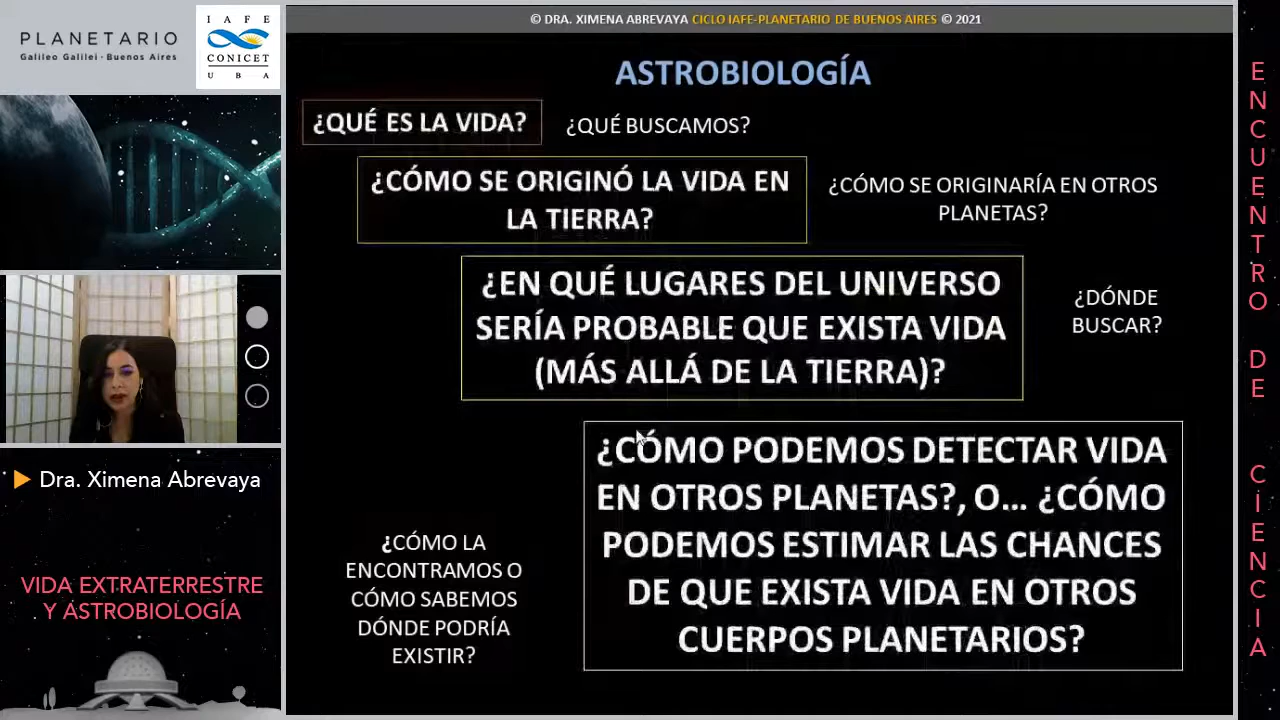 PLANETARIO
Galileo Galilei · Buenos Aires
I A F E
CONICET
U B A
© DRA. XIMENA ABREVAYA CICLO IAFE-PLANETARIO DE BUENOS AIRES © 2021
ASTROBIOLOGÍA
¿QUÉ ES LA VIDA?
¿QUÉ BUSCAMOS?
¿CÓMO SE ORIGINÓ LA VIDA EN
LA TIERRA?
¿CÓMO SE ORIGINARÍA EN OTROS
PLANETAS?
¿EN QUÉ LUGARES DEL UNIVERSO
SERÍA PROBABLE QUE EXISTA VIDA
(MÁS ALLÁ DE LA TIERRA)?
¿DÓNDE
BUSCAR?
¿CÓMO PODEMOS DETECTAR VIDA
EN OTROS PLANETAS?, O... ¿CÓMO
PODEMOS ESTIMAR LAS CHANCES
DE QUE EXISTA VIDA EN OTROS
CUERPOS PLANETARIOS?
¿CÓMO LA
ENCONTRAMOS O
CÓMO SABEMOS
DÓNDE PODRÍA
EXISTIR?
Dra. Ximena Abrevaya
VIDA EXTRATERRESTRE
Y ASTROBIOLOGÍA
ENCUENTRO DE CIENCIA